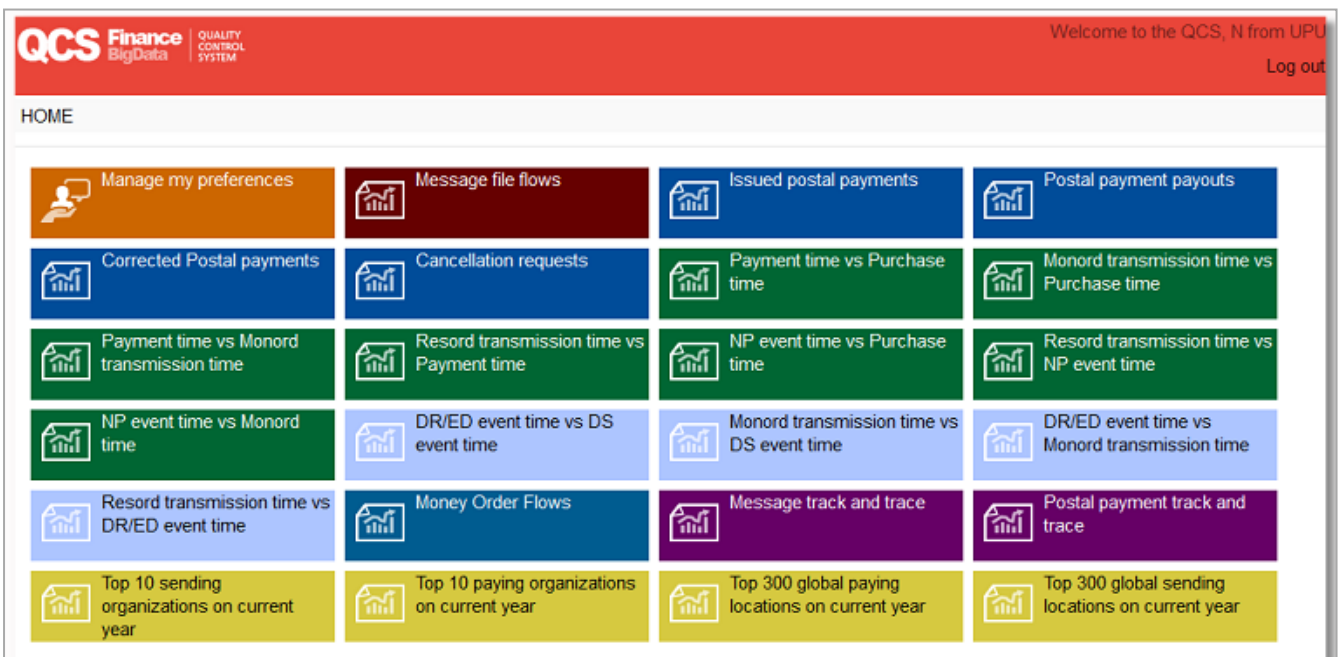 QCS Finance BigData QUALITY CONTROL SYSTEM
Welcome to the QCS, N from UPU
Log out
HOME
Manage my preferences
Message file flows
Issued postal payments
Postal payment payouts
Corrected Postal payments
Cancellation requests
Payment time vs Purchase
time
Monord transmission time vs
Purchase time
Payment time vs Monord
transmission time
Resord transmission time vs
Payment time
NP event time vs Purchase
time
Resord transmission time vs
NP event time
NP event time vs Monord
time
DR/ED event time vs DS
event time
Monord transmission time vs
DS event time
DR/ED event time vs
Monord transmission time
Resord transmission time vs
DR/ED event time
Money Order Flows
Message track and trace
Postal payment track and
trace
Top 10 sending
organizations on current
year
Top 10 paying organizations
on current year
Top 300 global paying
locations on current year
Top 300 global sending
locations on current year